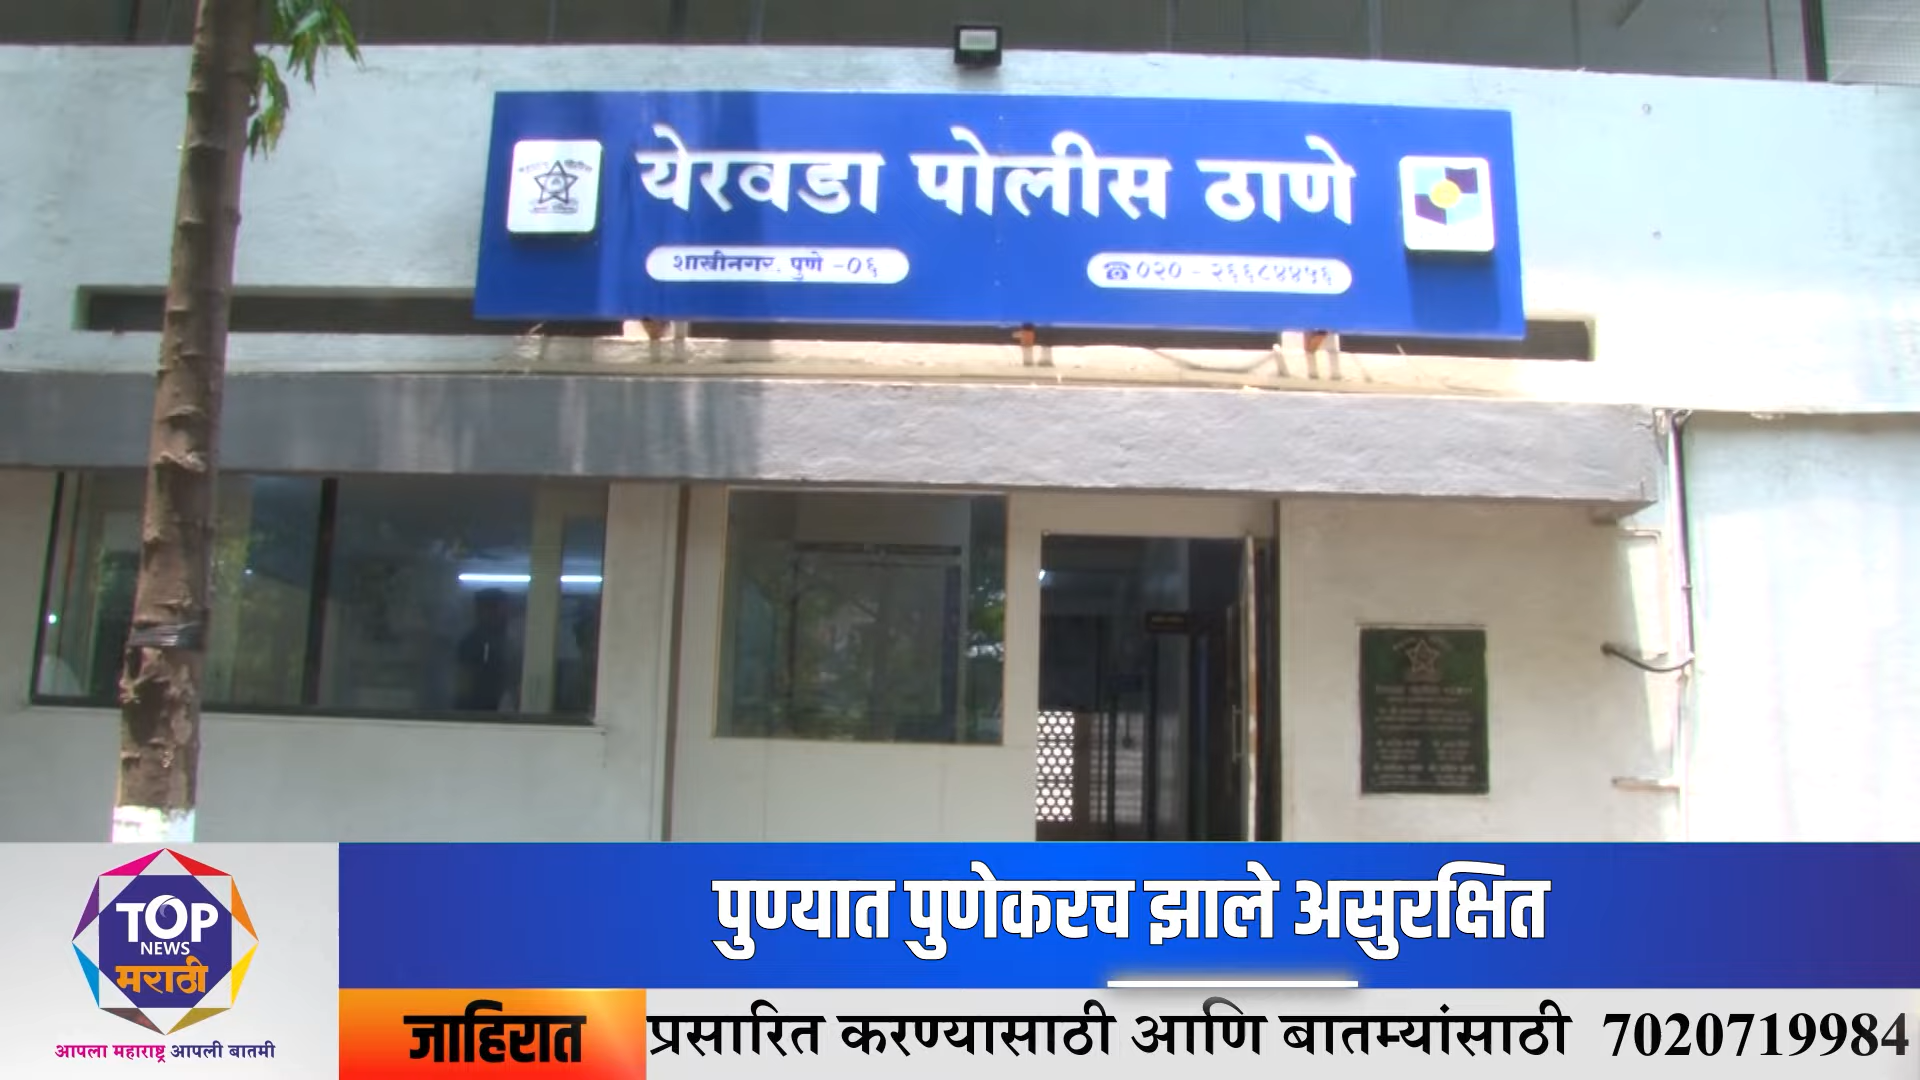 येरवडा पोलीस ठाणे
शास्त्रीनगर, पुणे -०६
☎०२० - २६६८४४५६
TOP
NEWS
मराठी
आपला महाराष्ट्र आपली बातमी
पुण्यात पुणेकरच झाले असुरक्षित
जाहिरात
प्रसारित करण्यासाठी आणि बातम्यांसाठी 7020719984